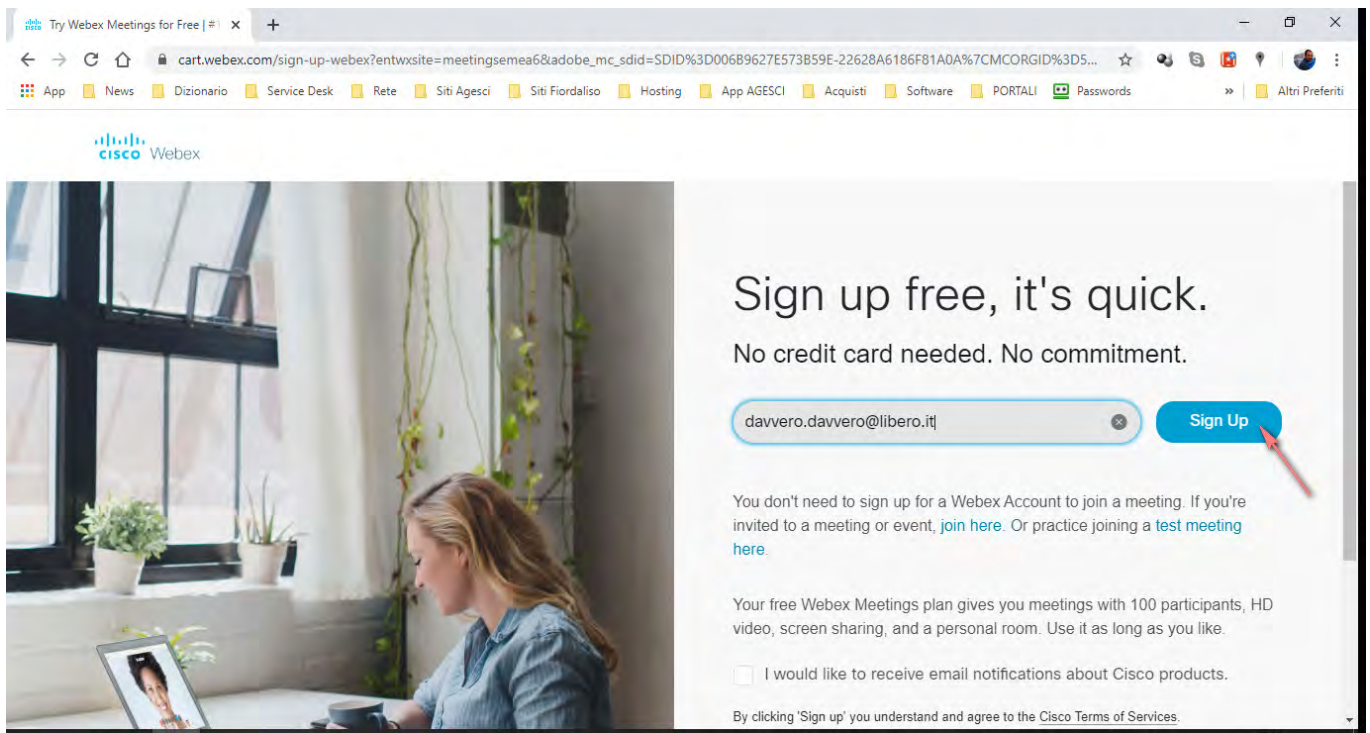 Try Webex Meetings for Free | #
cart.webex.com/sign-up-webex?entwxsite=meetingsemea6&adobe_mc_sdid=SDID%3D006B9627E573B59E-22628A6186F81A0A%7CMCORGID%3D5...
App News Dizionario Service Desk Rete Siti Agesci Siti Fiordaliso Hosting App AGESCI Acquisti Software PORTALI Passwords » Altri Preferiti
cisco Webex
Sign up free, it's quick.
No credit card needed. No commitment.
davvero.davvero@libero.it
Sign Up
You don't need to sign up for a Webex Account to join a meeting. If you're
invited to a meeting or event, join here. Or practice joining a test meeting
here.
Your free Webex Meetings plan gives you meetings with 100 participants, HD
video, screen sharing, and a personal room. Use it as long as you like.
I would like to receive email notifications about Cisco products.
By clicking 'Sign up' you understand and agree to the Cisco Terms of Services.